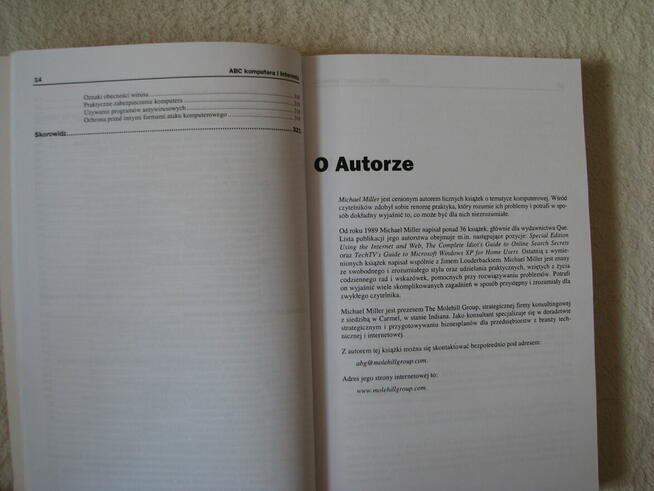 14
ABC komputera i Internetu
Oznaki obecności wirusa
Praktyczne zabezpieczenia komputera
Używanie programów antywirusowych
Ochrona przed innymi formami ataku komputerowego
Skorowidz 321
O Autorze
Michael Miller jest cenionym autorem licznych książek o tematyce komputerowej. Wśród
czytelników zdobył sobie renomę praktyka, który rozumie ich problemy i potrafi w spo-
sób dokładny wyjaśnić to, co może być dla nich niezrozumiałe.
Od roku 1989 Michael Miller napisał ponad 36 książek, głównie dla wydawnictwa Que.
Lista publikacji jego autorstwa obejmuje m.in. następujące pozycje: Special Edition
Using the Internet and Web, The Complete Idiot's Guide to Online Search Secrets
oraz TechTV's Guide to Microsoft Windows XP for Home Users. Ostatnią z wymie-
nionych książek napisał wspólnie z Jimem Louderbackiem. Michael Miller jest znany
ze swobodnego i zrozumiałego stylu oraz udzielania praktycznych, wziętych z życia
codziennego rad i wskazówek, pomocnych przy rozwiązywaniu problemów. Potrafi
on wyjaśnić wiele skomplikowanych zagadnień w sposób przystępny i zrozumiały dla
zwykłego czytelnika.
Michael Miller jest prezesem The Molehill Group, strategicznej firmy konsultingowej
z siedzibą w Carmel, w stanie Indiana. Jako konsultant specjalizuje się w doradztwie
strategicznym i przygotowywaniu biznesplanów dla przedsiębiorstw z branży tech-
nicznej i internetowej.
Z autorem tej książki można się skontaktować bezpośrednio pod adresem:
abg@molehillgroup.com.
Adres jego strony internetowej to:
www.molehillgroup.com.